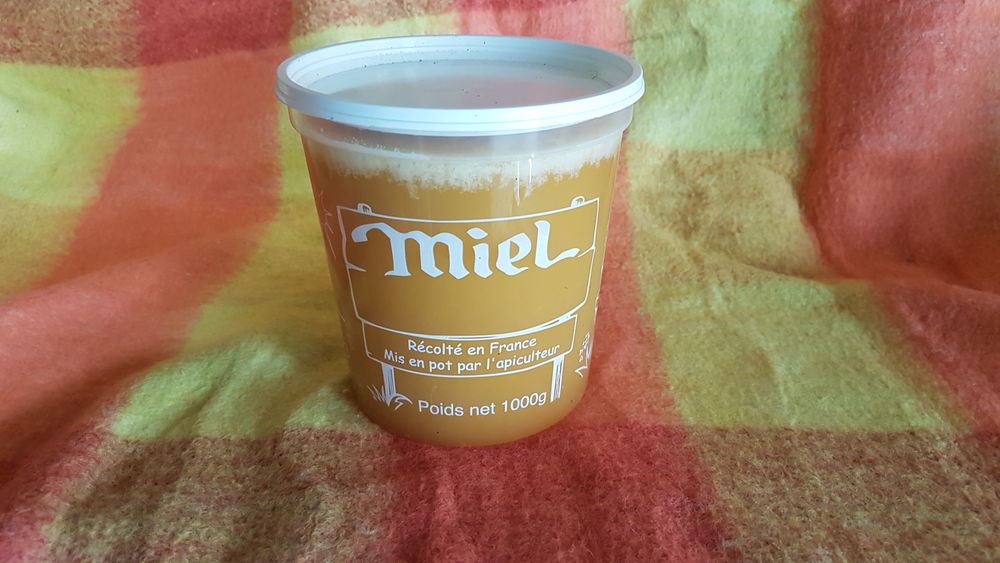 Miel
Récolté en France
Mis en pot par l'apiculteur
Poids net 1000g